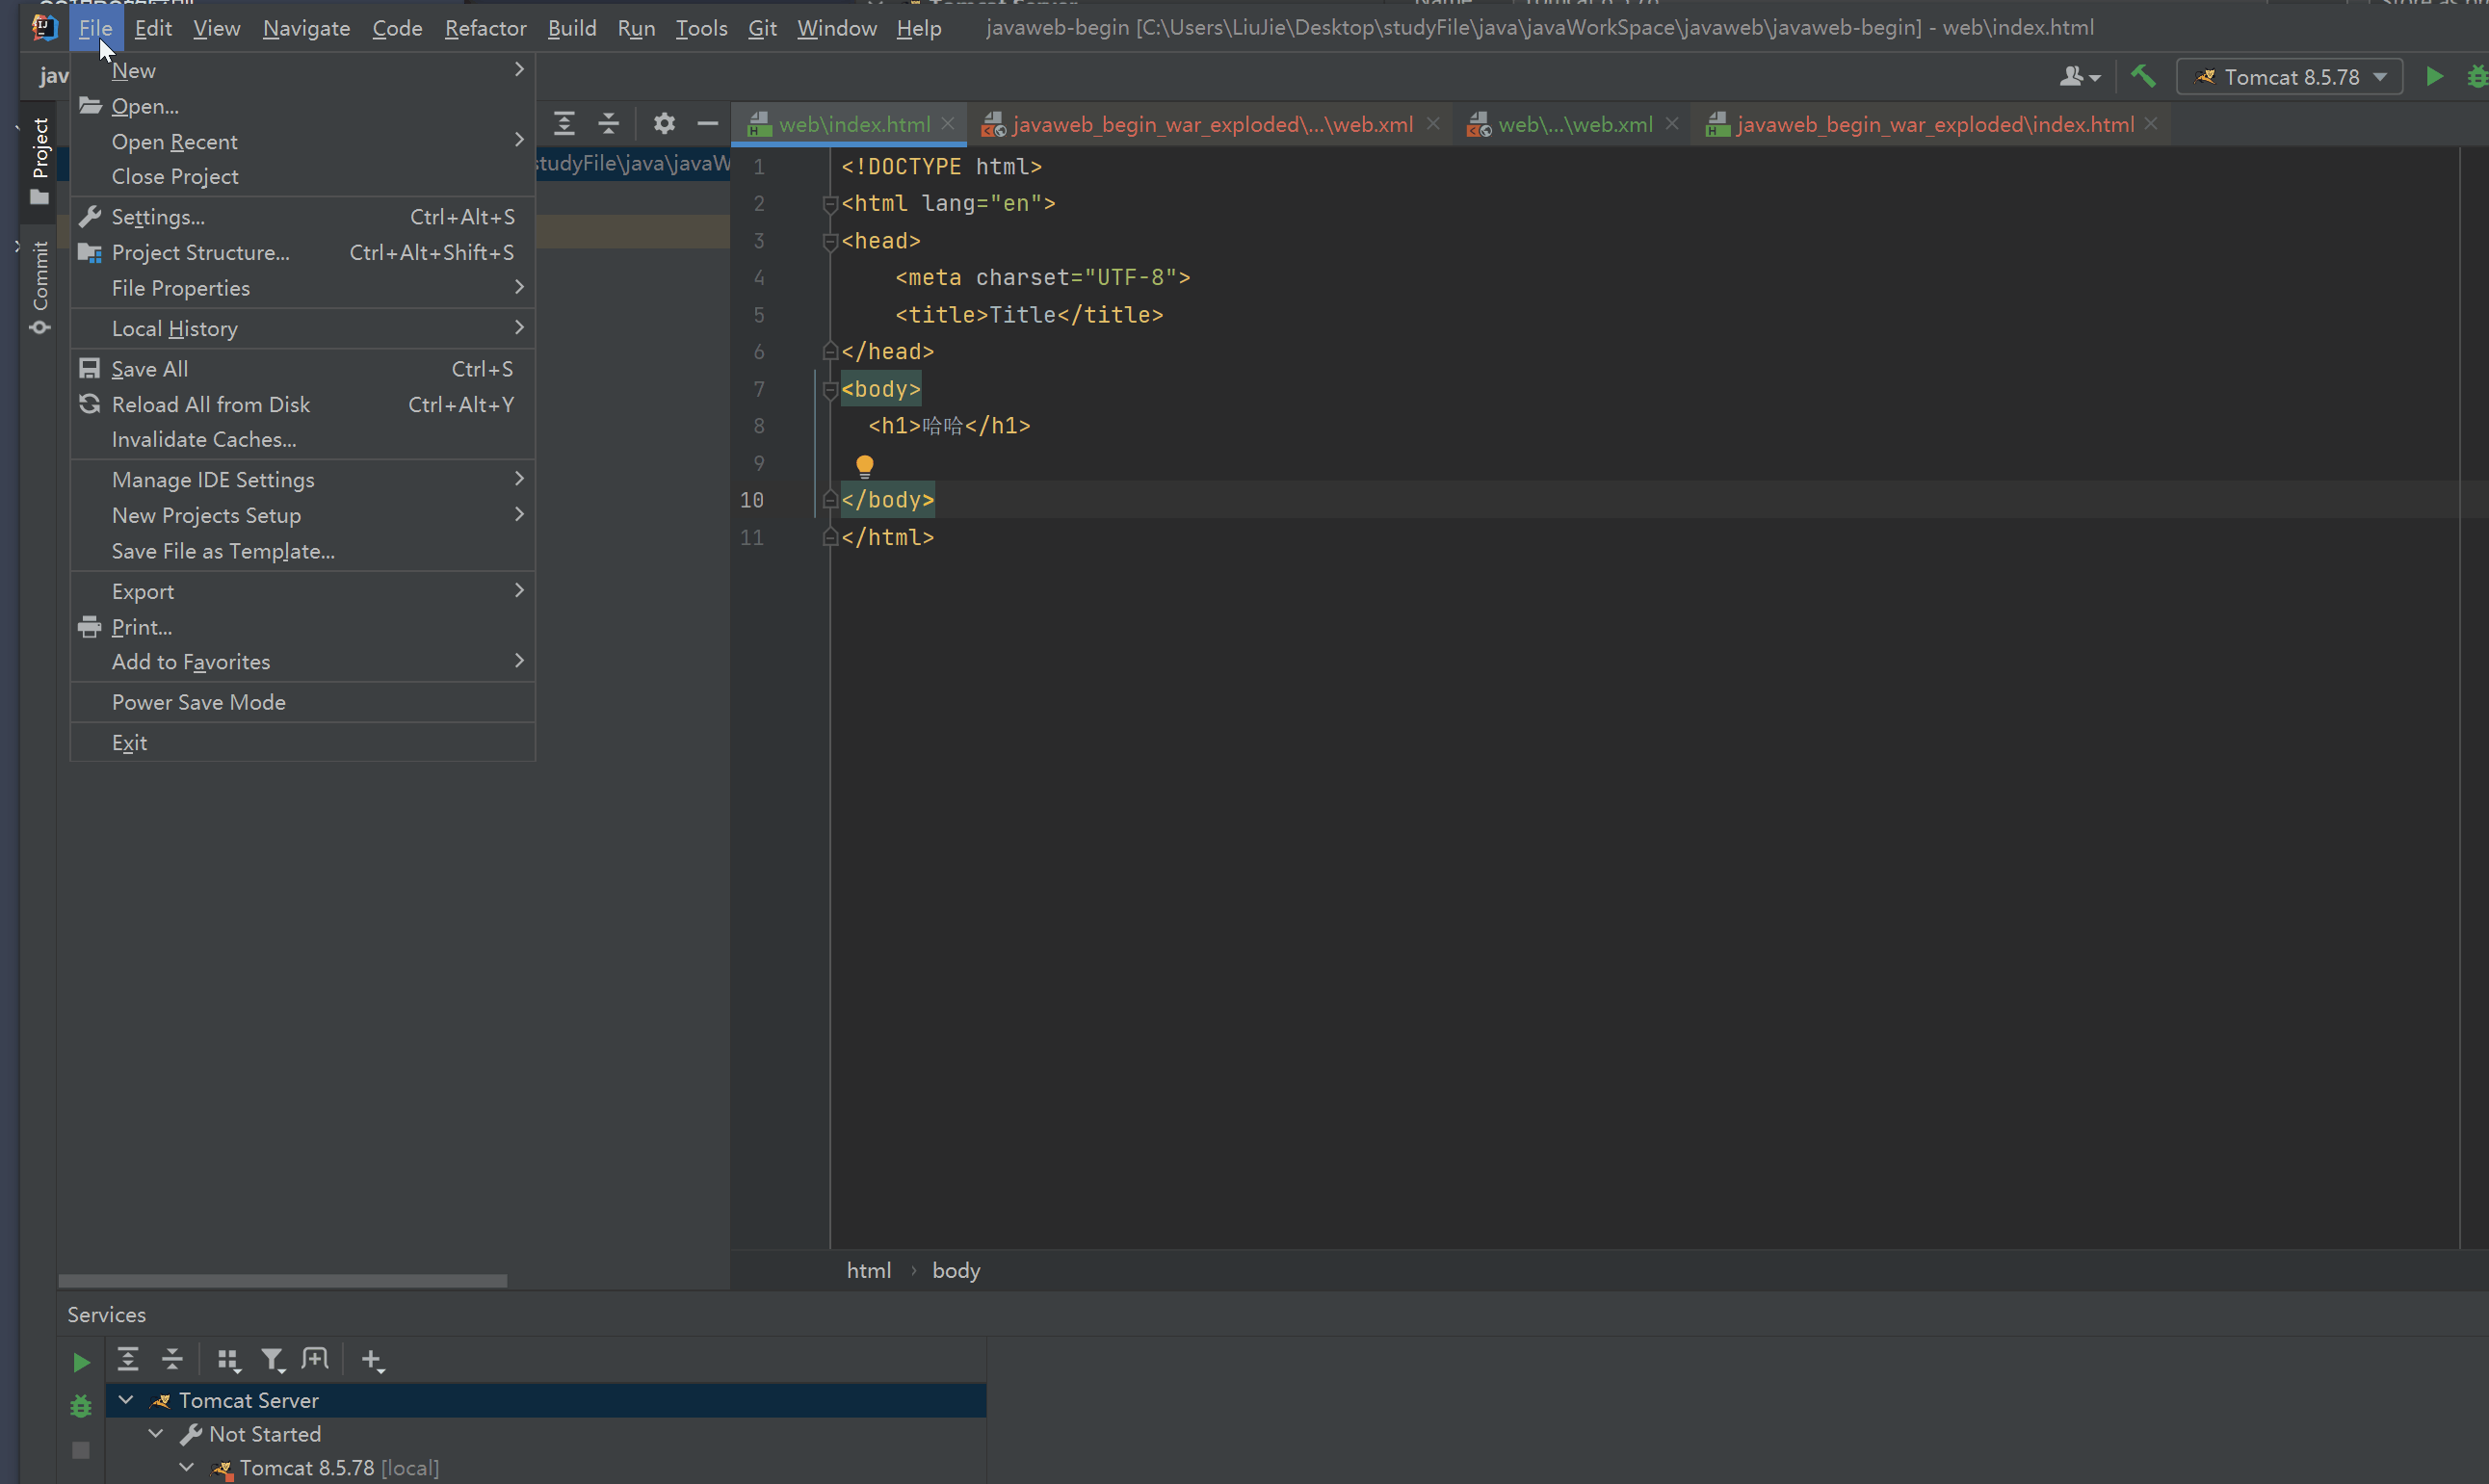 File Edit View Navigate Code Refactor Build Run Tools Git Window Help javaweb-begin [C:\Users\LiuJie\Desktop\studyFile\java\javaWorkSpace\javaweb\javaweb-begin] - web\index.html
jav
Tomcat 8.5.78
New
Open...
Open Recent
Close Project
Settings... Ctrl+Alt+S
Project Structure... Ctrl+Alt+Shift+S
File Properties
Local History
Save All Ctrl+S
Reload All from Disk Ctrl+Alt+Y
Invalidate Caches...
Manage IDE Settings
New Projects Setup
Save File as Template...
Export
Print...
Add to Favorites
Power Save Mode
Exit
Project
Commit
studyFile\java\javaW
web\index.html javaweb_begin_war_exploded\...\web.xml web\...\web.xml javaweb_begin_war_exploded\index.html
1 <!DOCTYPE html>
2 <html lang="en">
3 <head>
4 <meta charset="UTF-8">
5 <title>Title</title>
6 </head>
7 <body>
8 <h1>哈哈</h1>
9
10 </body>
11 </html>
html › body
Services
Tomcat Server
Not Started
Tomcat 8.5.78 [local]